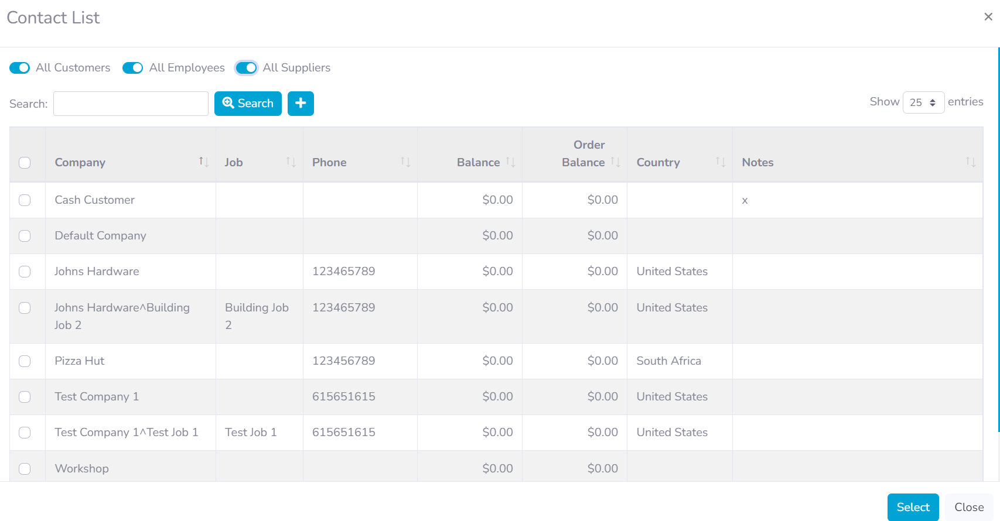 Contact List ×
All Customers All Employees All Suppliers
Search: Search + Show 25 entries
Order
Company Job Phone Balance Balance Country Notes
Cash Customer $0.00 $0.00 x
Default Company $0.00 $0.00
Johns Hardware 123465789 $0.00 $0.00 United States
Johns Hardware^Building Building Job 123465789 $0.00 $0.00 United States
Job 2 2
Pizza Hut 123456789 $0.00 $0.00 South Africa
Test Company 1 615651615 $0.00 $0.00 United States
Test Company 1^Test Job 1 Test Job 1 615651615 $0.00 $0.00 United States
Workshop $0.00 $0.00
Select Close